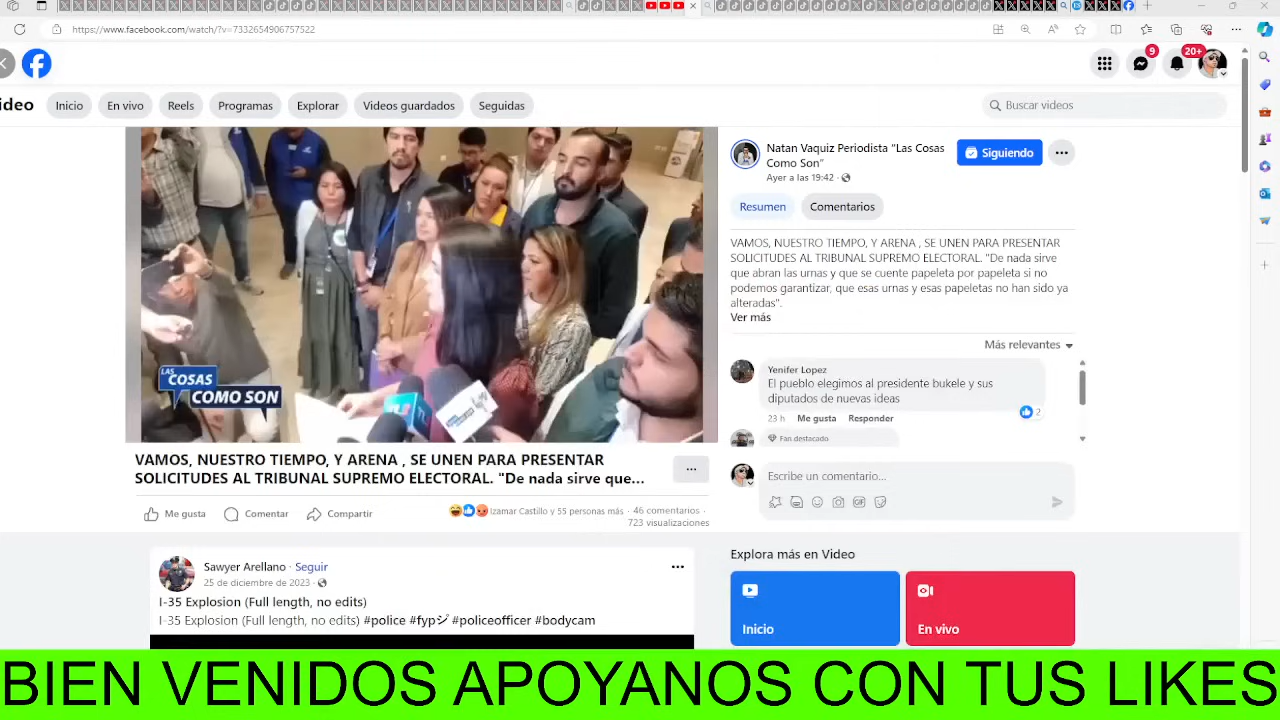 https://www.facebook.com/watch/?v=7332654906757522
9
20+
ideo
Inicio
En vivo
Reels
Programas
Explorar
Videos guardados
Seguidas
Buscar videos
LAS
COSAS
COMO SON
Natan Vaquiz Periodista "Las Cosas
Como Son"
Ayer a las 19:42 ·
Siguiendo
Resumen
Comentarios
VAMOS, NUESTRO TIEMPO, Y ARENA , SE UNEN PARA PRESENTAR
SOLICITUDES AL TRIBUNAL SUPREMO ELECTORAL. "De nada sirve
que abran las urnas y que se cuente papeleta por papeleta si no
podemos garantizar, que esas urnas y esas papeletas no han sido ya
alteradas".
Ver más
Más relevantes
Yenifer Lopez
El pueblo elegimos al presidente bukele y sus
diputados de nuevas ideas
2
23 h Me gusta Responder
Fan destacado
Escribe un comentario...
GIF
VAMOS, NUESTRO TIEMPO, Y ARENA , SE UNEN PARA PRESENTAR
SOLICITUDES AL TRIBUNAL SUPREMO ELECTORAL. "De nada sirve que...
Me gusta
Comentar
Compartir
Izamar Castillo y 55 personas más · 46 comentarios ·
723 visualizaciones
Sawyer Arellano · Seguir
25 de diciembre de 2023 ·
I-35 Explosion (Full length, no edits)
I-35 Explosion (Full length, no edits) #police #fypシ #policeofficer #bodycam
Explora más en Video
Inicio
En vivo
BIEN VENIDOS APOYANOS CON TUS LIKES